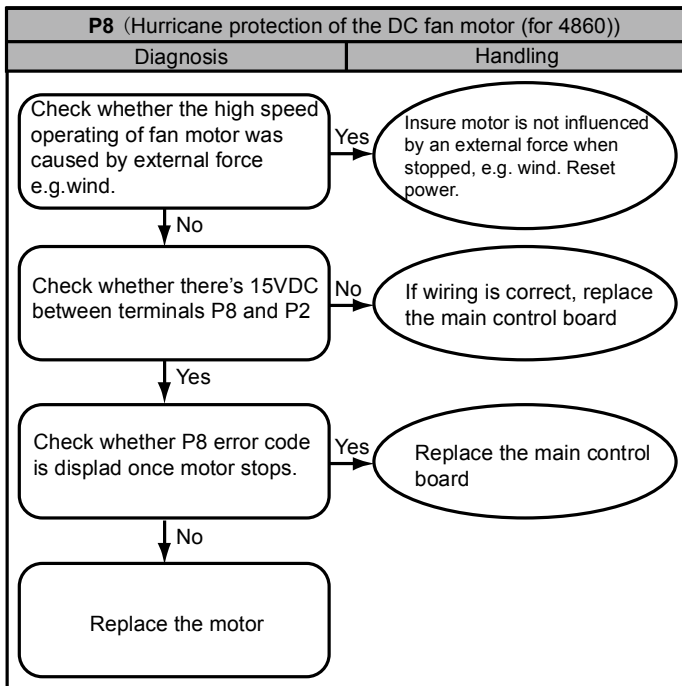 P8（Hurricane protection of the DC fan motor (for 4860))
Diagnosis
Handling
Check whether the high speed
operating of fan motor was
caused by external force
e.g.wind.
Yes
Insure motor is not influenced
by an external force when
stopped, e.g. wind. Reset
power.
No
Check whether there's 15VDC
between terminals P8 and P2
No
If wiring is correct, replace
the main control board
Yes
Check whether P8 error code
is displad once motor stops.
Yes
Replace the main control
board
No
Replace the motor